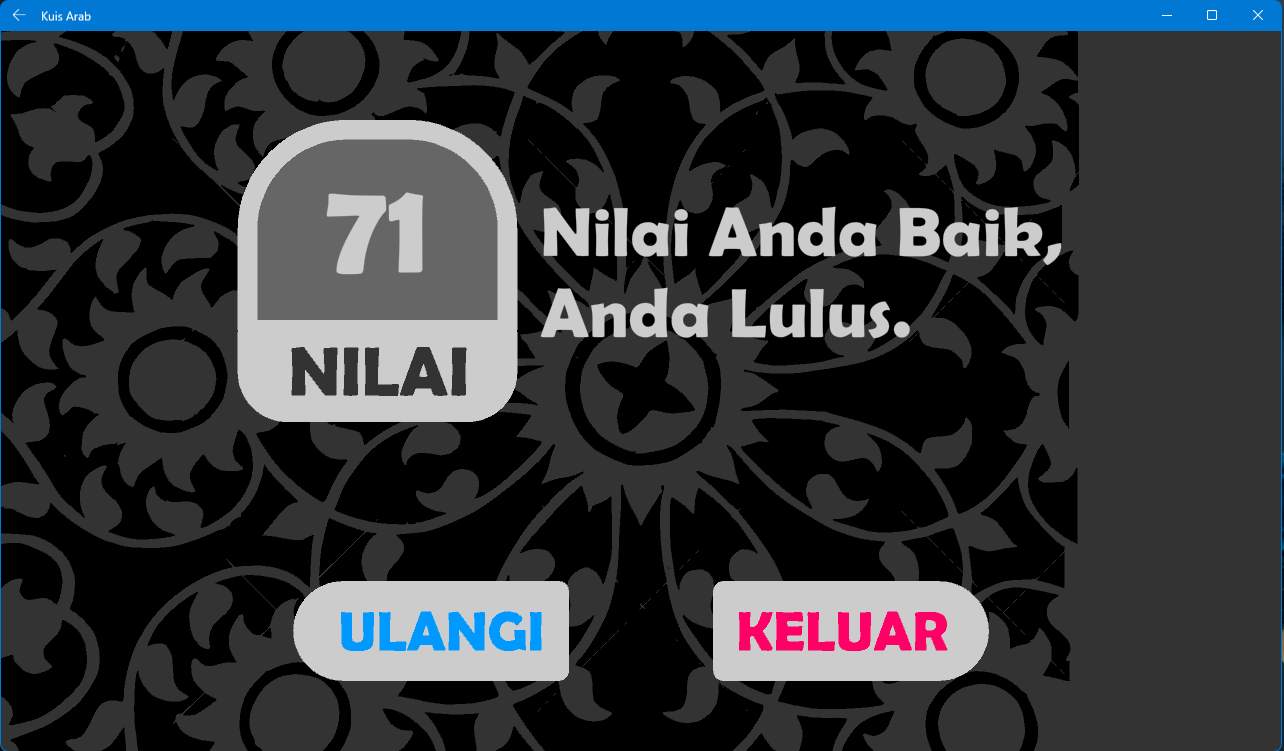 Kuis Arab
71
NILAI
Nilai Anda Baik,
Anda Lulus.
ULANGI
KELUAR